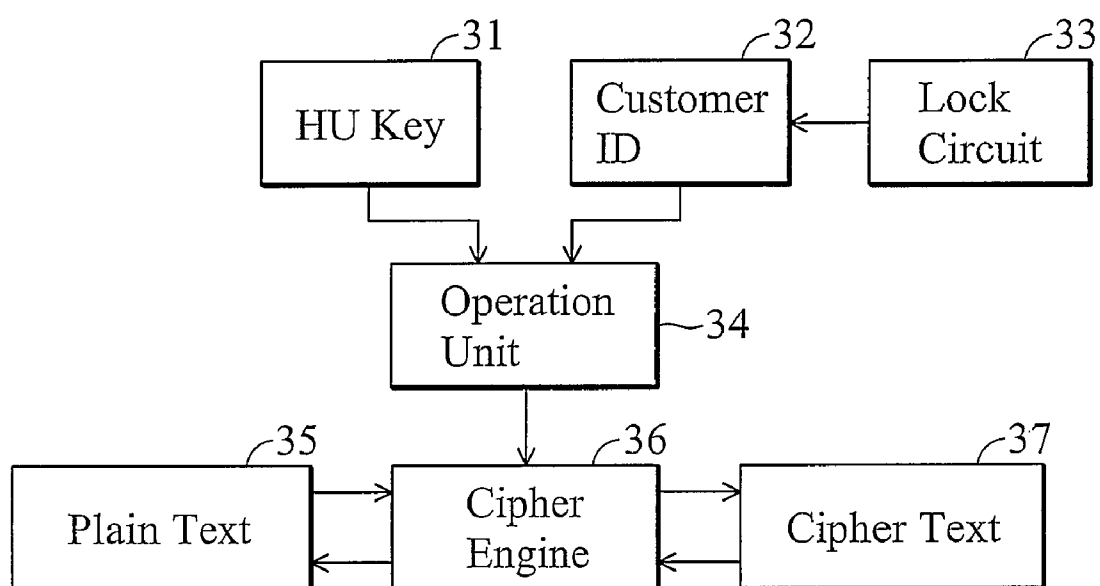 31
32
33
HU Key
Customer
ID
Lock
Circuit
Operation
Unit
34
35
36
37
Plain Text
Cipher
Engine
Cipher Text